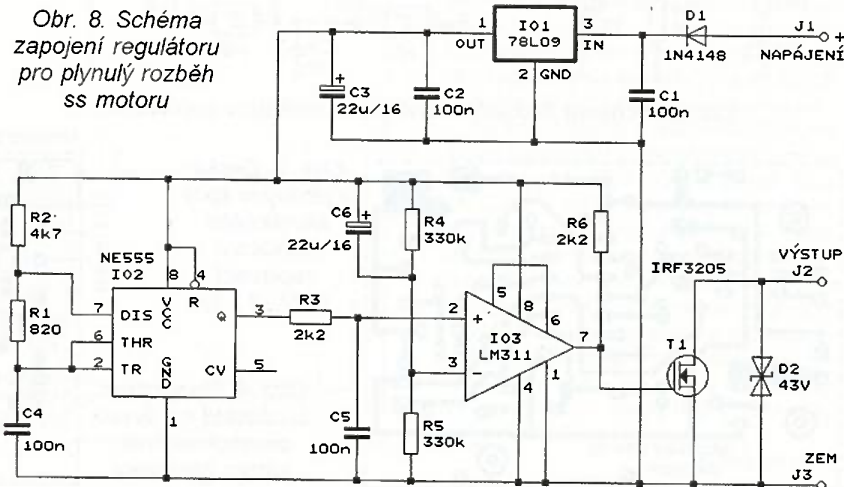 Obr. 8. Schéma
zapojení regulátoru
pro plynulý rozběh
ss motoru
1
OUT
IO1
78L09
3
IN
2
GND
D1
1N4148
J1
+
NAPÁJENÍ
+
C3
22u/16
C2
100n
C1
100n
R2
4k7
NE555
IO2
8
4
C6
+
22u/16
R4
330k
R6
2k2
IRF3205
VÝSTUP
J2
R1
820
7
DIS
6
THR
2
TR
VCC
R
Q
3
GND
CV
5
1
R3
2k2
2
+
3
-
5
8
6
IO3
LM311
7
4
1
T1
D2
43V
C4
100n
C5
100n
R5
330k
ZEM
J3